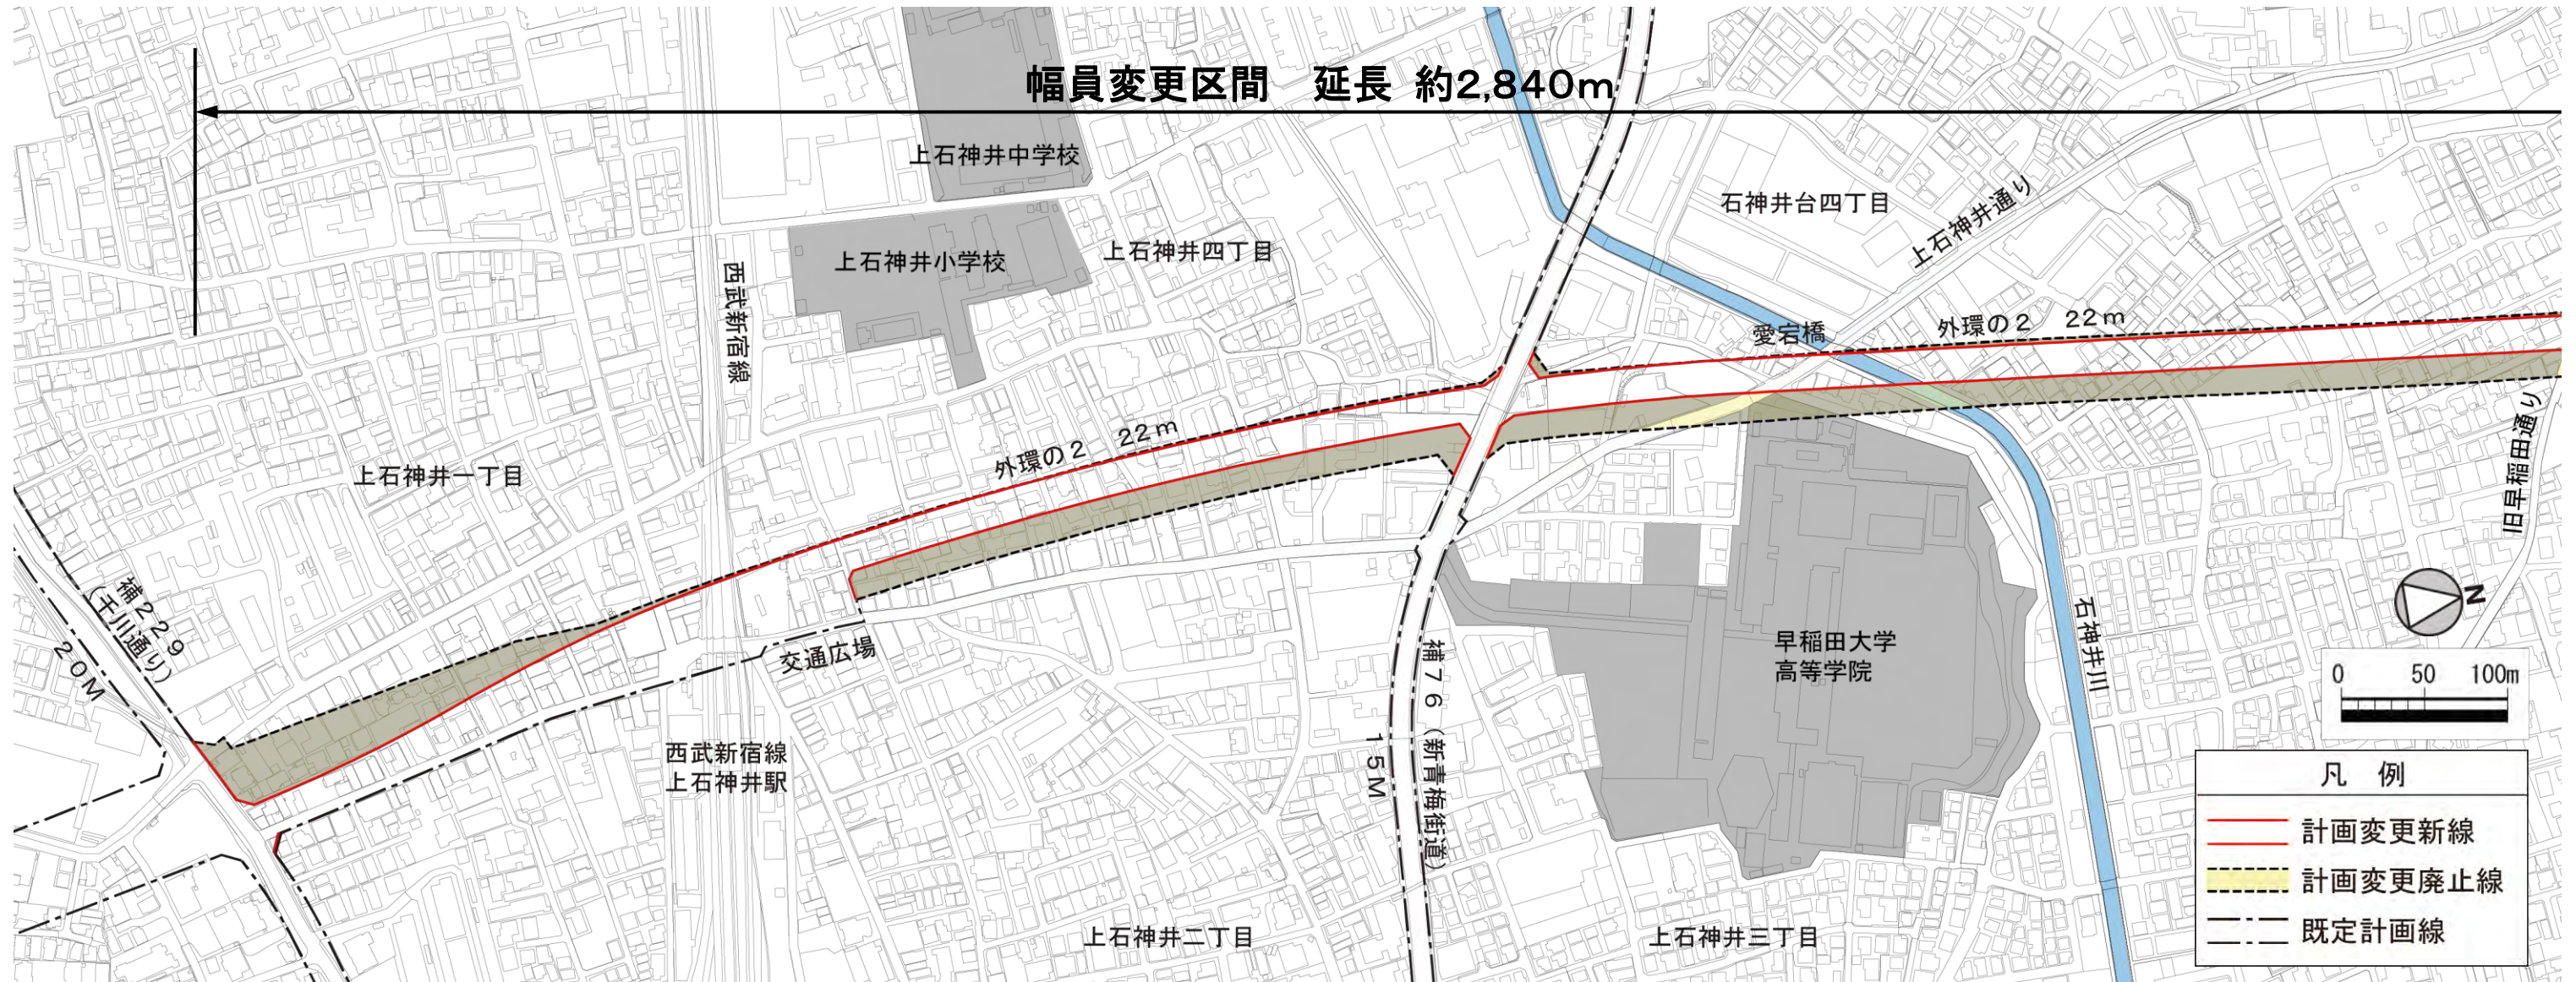 幅員変更区間　延長 約2,840m
上石神井中学校
上石神井小学校
上石神井四丁目
石神井台四丁目
上石神井通り
西武新宿線
愛宕橋
外環の2　22m
外環の2　22m
上石神井一丁目
旧早稲田通り
補229
(千川通り)
20M
交通広場
西武新宿線
上石神井駅
補76（新青梅街道）
15M
早稲田大学
高等学院
石神井川
N
0 50 100m
上石神井二丁目
上石神井三丁目
凡　例
計画変更新線
計画変更廃止線
既定計画線